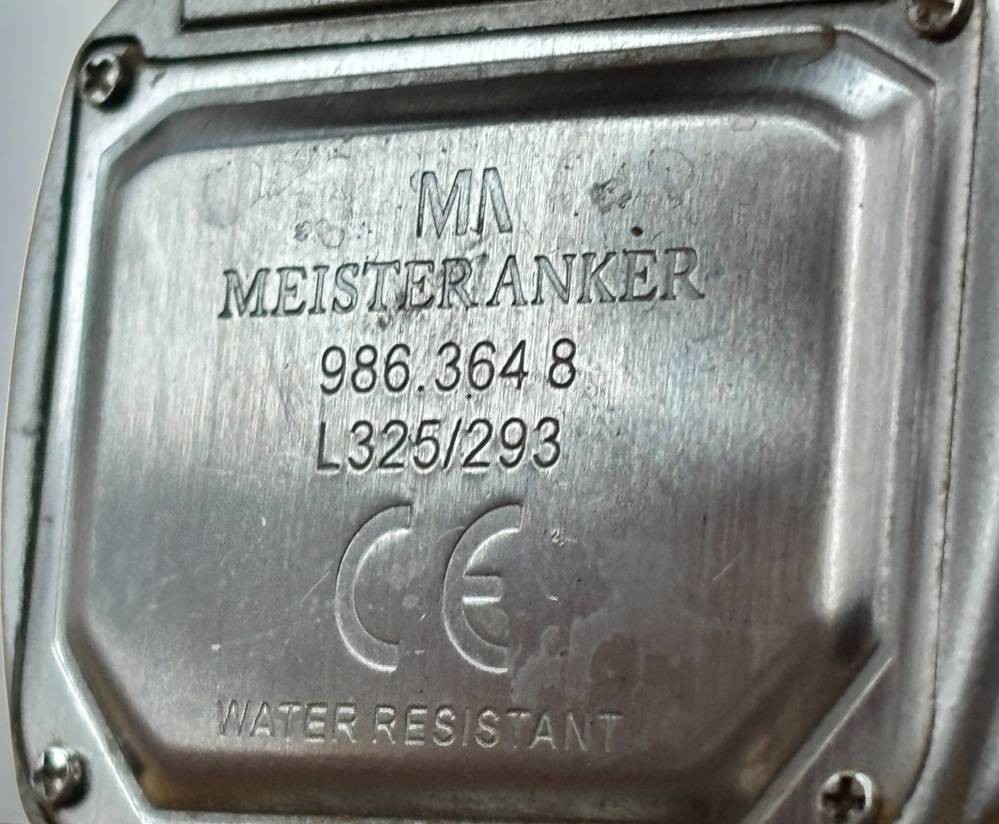 MA
MEISTER ANKER
986.364 8
L325/293
CE
WATER RESISTANT